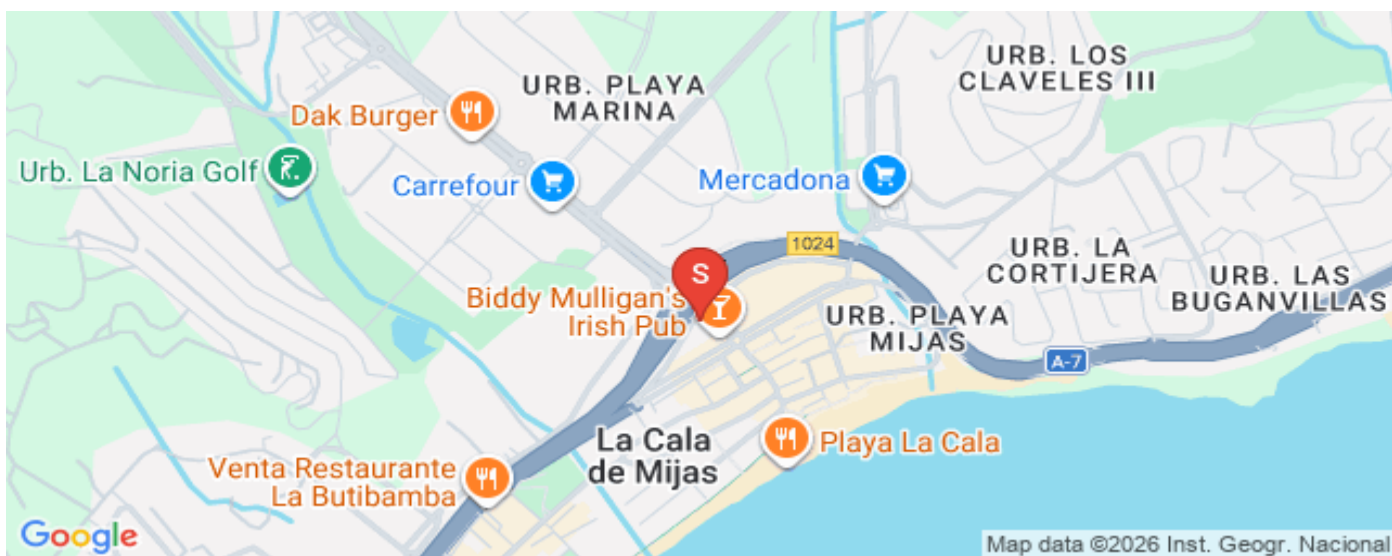 URB. LOS
CLAVELES III
URB. PLAYA
MARINA
Dak Burger
Urb. La Noria Golf
Carrefour
Mercadona
1024
URB. LA
CORTIJERA
S
URB. LAS
BUGANVILLAS
Biddy Mulligan's
Irish Pub
URB. PLAYA
MIJAS
A-7
La Cala
de Mijas
Playa La Cala
Venta Restaurante
La Butibamba
Google
Map data ©2026 Inst. Geogr. Nacional